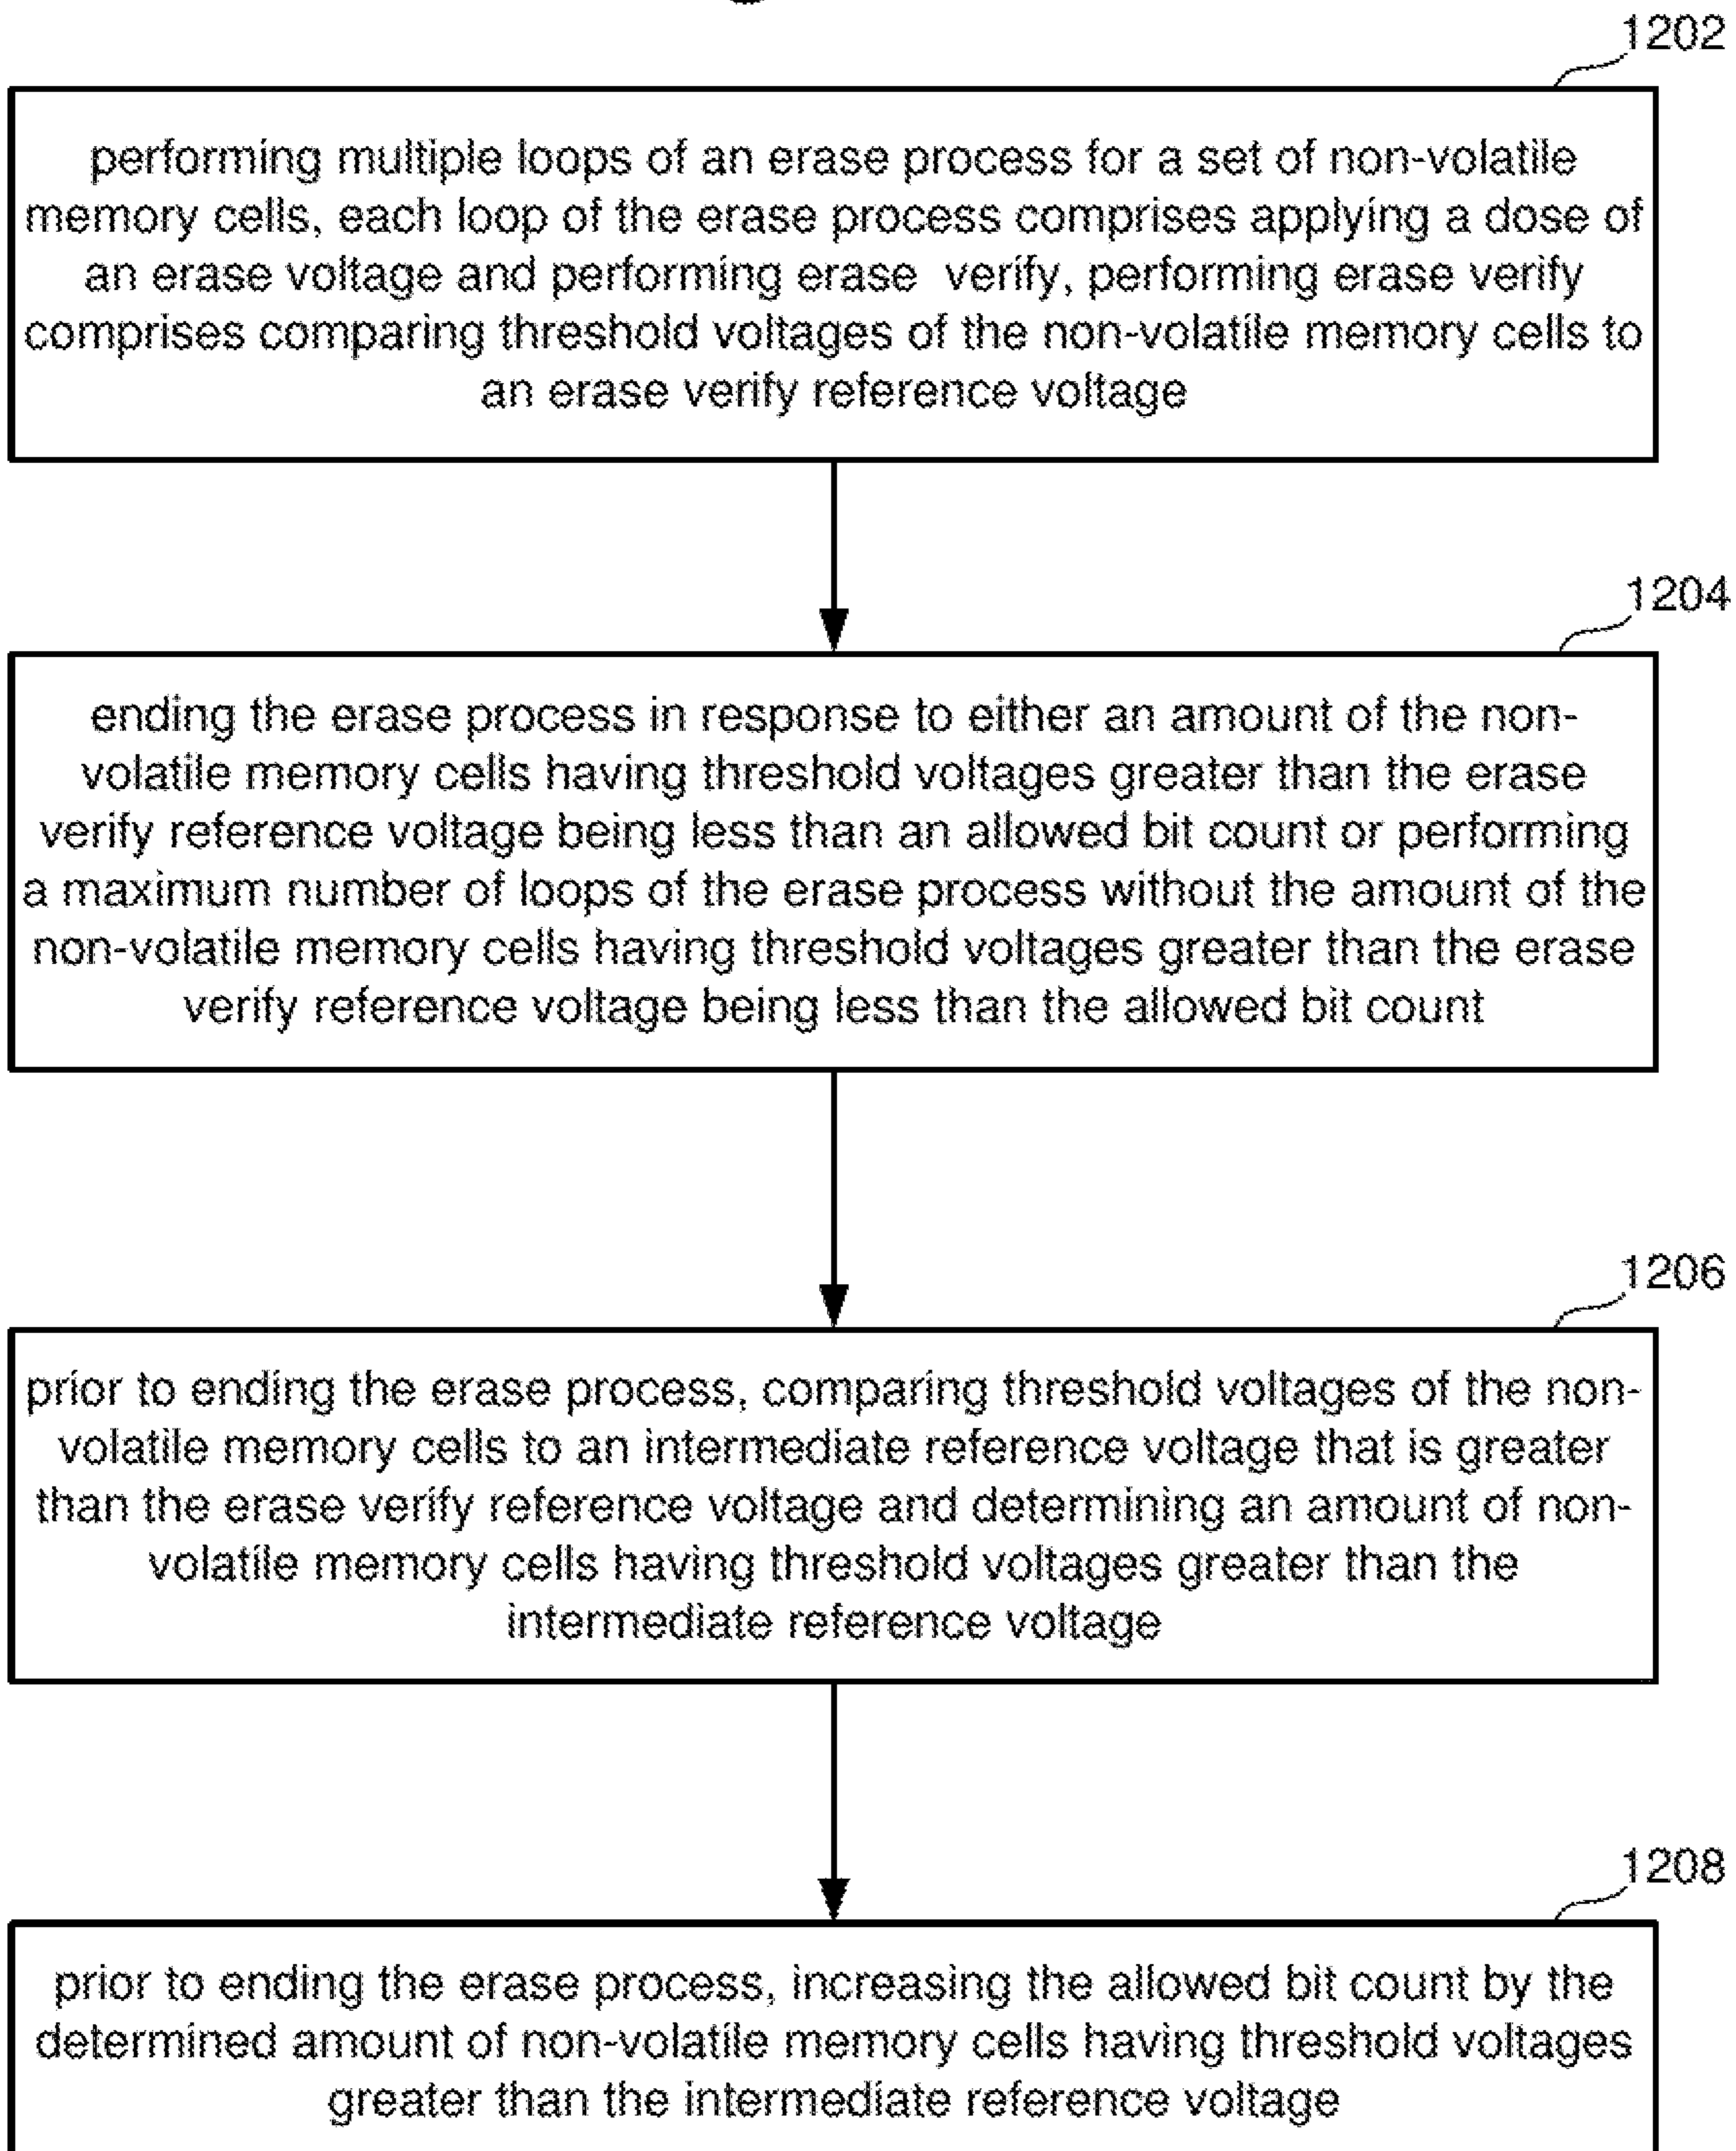 1202
performing multiple loops of an erase process for a set of non-volatile
memory cells, each loop of the erase process comprises applying a dose of
an erase voltage and performing erase verify, performing erase verify
comprises comparing threshold voltages of the non-volatile memory cells to
an erase verify reference voltage
1204
ending the erase process in response to either an amount of the non-
volatile memory cells having threshold voltages greater than the erase
verify reference voltage being less than an allowed bit count or performing
a maximum number of loops of the erase process without the amount of the
non-volatile memory cells having threshold voltages greater than the erase
verify reference voltage being less than the allowed bit count
1206
prior to ending the erase process, comparing threshold voltages of the non-
volatile memory cells to an intermediate reference voltage that is greater
than the erase verify reference voltage and determining an amount of non-
volatile memory cells having threshold voltages greater than the
intermediate reference voltage
1208
prior to ending the erase process, increasing the allowed bit count by the
determined amount of non-volatile memory cells having threshold voltages
greater than the intermediate reference voltage